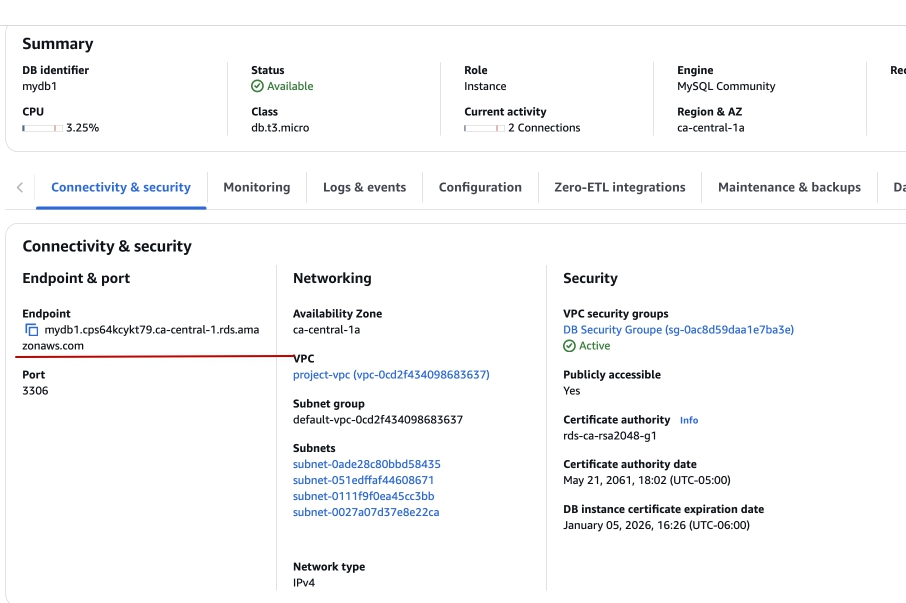 Summary
DB identifier
mydb1
Status
Available
Role
Instance
Engine
MySQL Community
Rec
CPU
3.25%
Class
db.t3.micro
Current activity
2 Connections
Region & AZ
ca-central-1a
Connectivity & security
Monitoring
Logs & events
Configuration
Zero-ETL integrations
Maintenance & backups
Da
Connectivity & security
Endpoint & port
Endpoint
mydb1.cps64kcykt79.ca-central-1.rds.ama
zonaws.com
Port
3306
Networking
Availability Zone
ca-central-1a
VPC
project-vpc (vpc-0cd2f434098683637)
Subnet group
default-vpc-0cd2f434098683637
Subnets
subnet-0ade28c80bbd58435
subnet-051edffaf44608671
subnet-0111f9f0ea45cc3bb
subnet-0027a07d37e8e22ca
Network type
IPv4
Security
VPC security groups
DB Security Groupe (sg-0ac8d59daa1e7ba3e)
Active
Publicly accessible
Yes
Certificate authority Info
rds-ca-rsa2048-g1
Certificate authority date
May 21, 2061, 18:02 (UTC-05:00)
DB instance certificate expiration date
January 05, 2026, 16:26 (UTC-06:00)